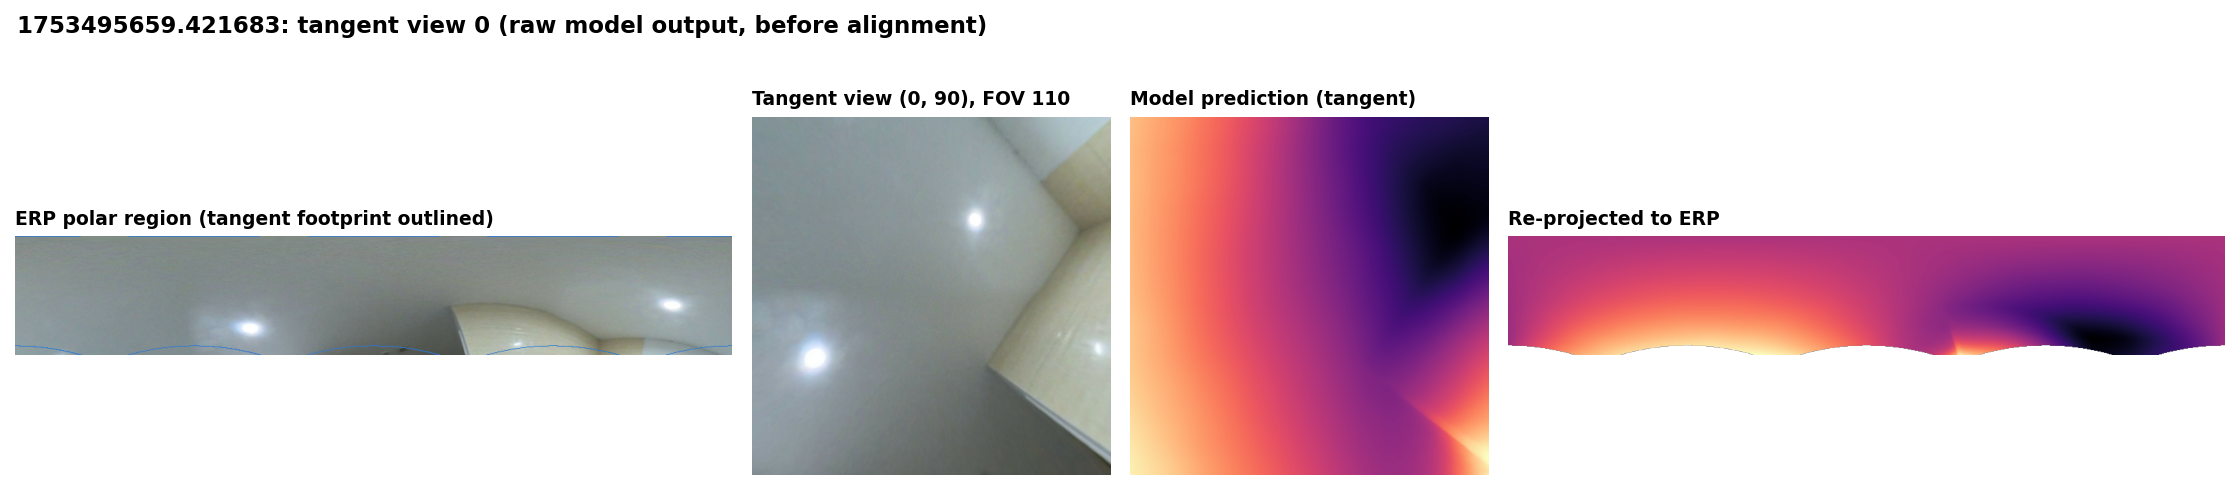 1753495659.421683: tangent view 0 (raw model output, before alignment)
Tangent view (0, 90), FOV 110
Model prediction (tangent)
ERP polar region (tangent footprint outlined)
Re-projected to ERP